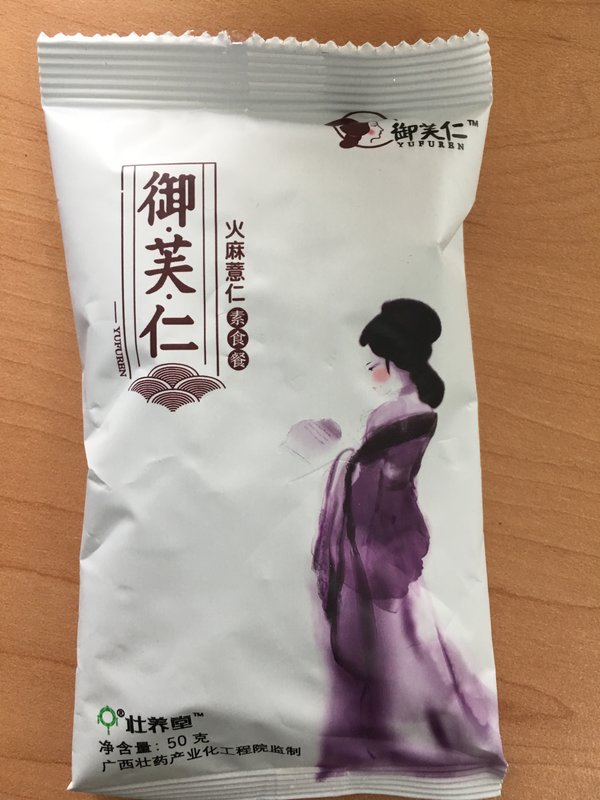 御芙仁™
YUFUREN
御·芙·仁
YUFUREN
火麻薏仁素食餐
®壮养堂™
净含量：50 克
广西壮药产业化工程院监制